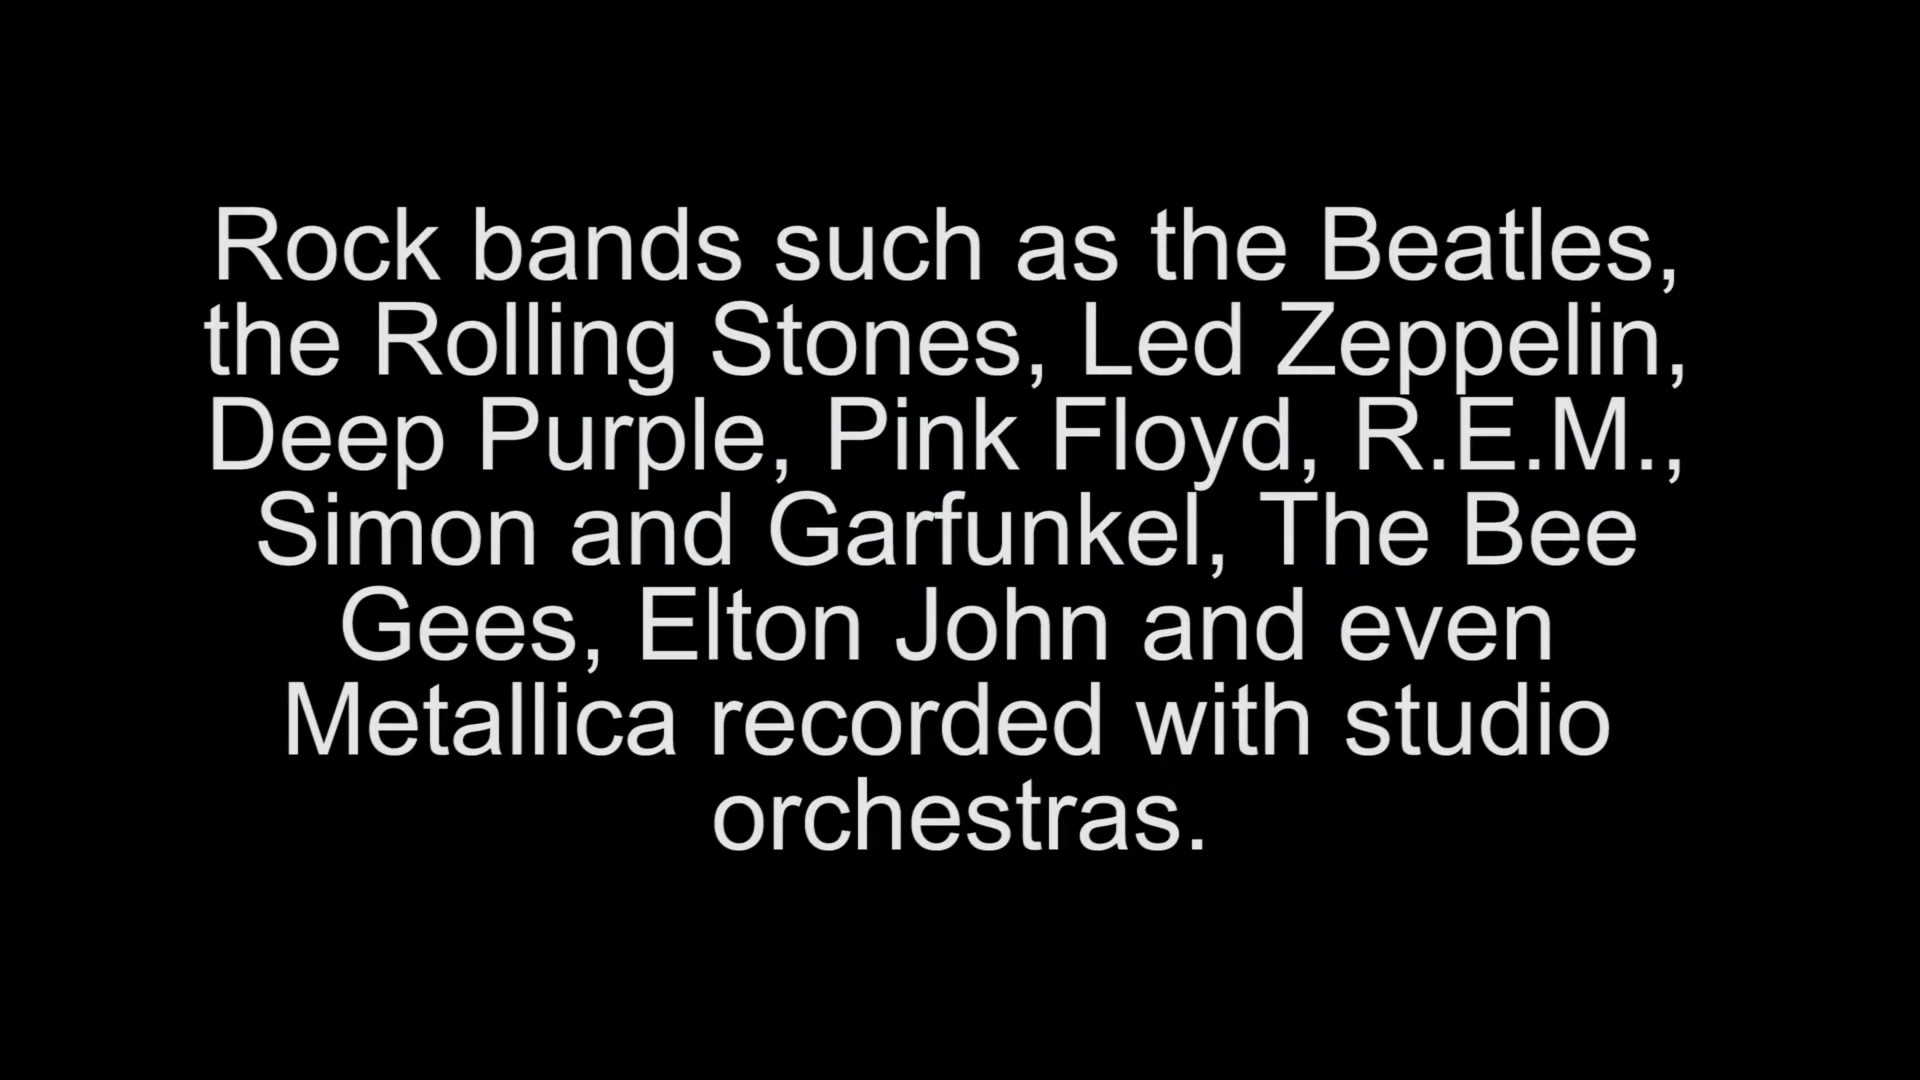 Rock bands such as the Beatles,
the Rolling Stones, Led Zeppelin,
Deep Purple, Pink Floyd, R.E.M.,
Simon and Garfunkel, The Bee
Gees, Elton John and even
Metallica recorded with studio
orchestras.